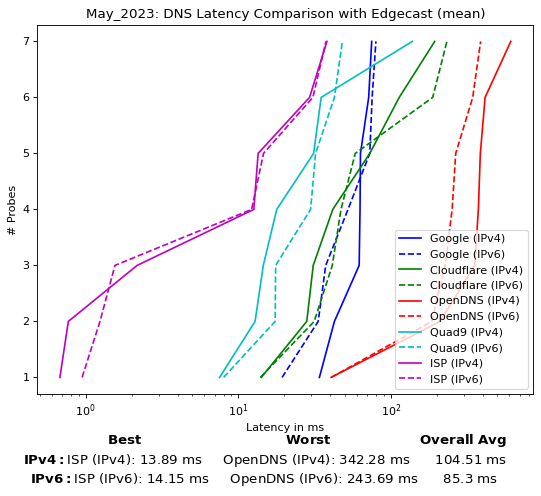 May_2023: DNS Latency Comparison with Edgecast (mean)
7
6
5
4
3
2
1
# Probes
10⁰
10¹
10²
Latency in ms
Google (IPv4)
Google (IPv6)
Cloudflare (IPv4)
Cloudflare (IPv6)
OpenDNS (IPv4)
OpenDNS (IPv6)
Quad9 (IPv4)
Quad9 (IPv6)
ISP (IPv4)
ISP (IPv6)
Best Worst Overall Avg
IPv4: ISP (IPv4): 13.89 ms OpenDNS (IPv4): 342.28 ms 104.51 ms
IPv6: ISP (IPv6): 14.15 ms OpenDNS (IPv6): 243.69 ms 85.3 ms